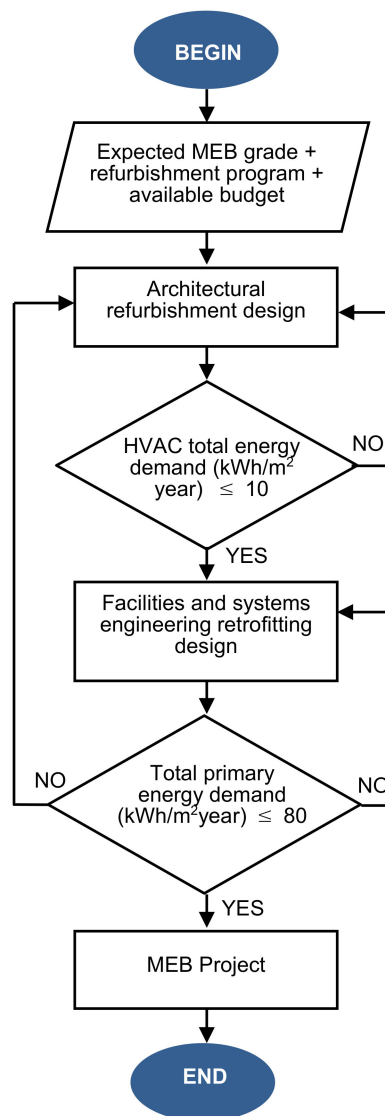 BEGIN
Expected MEB grade +
refurbishment program +
available budget
Architectural
refurbishment design
HVAC total energy
demand (kWh/m²
year) ≤ 10
NO
YES
Facilities and systems
engineering retrofitting
design
NO
Total primary
energy demand
(kWh/m²year) ≤ 80
NO
YES
MEB Project
END